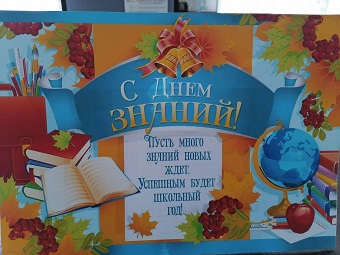 С Днем
ЗНАНИЙ!
Пусть много
знаний новых
ждет.
Успешным будет
школьный
год!